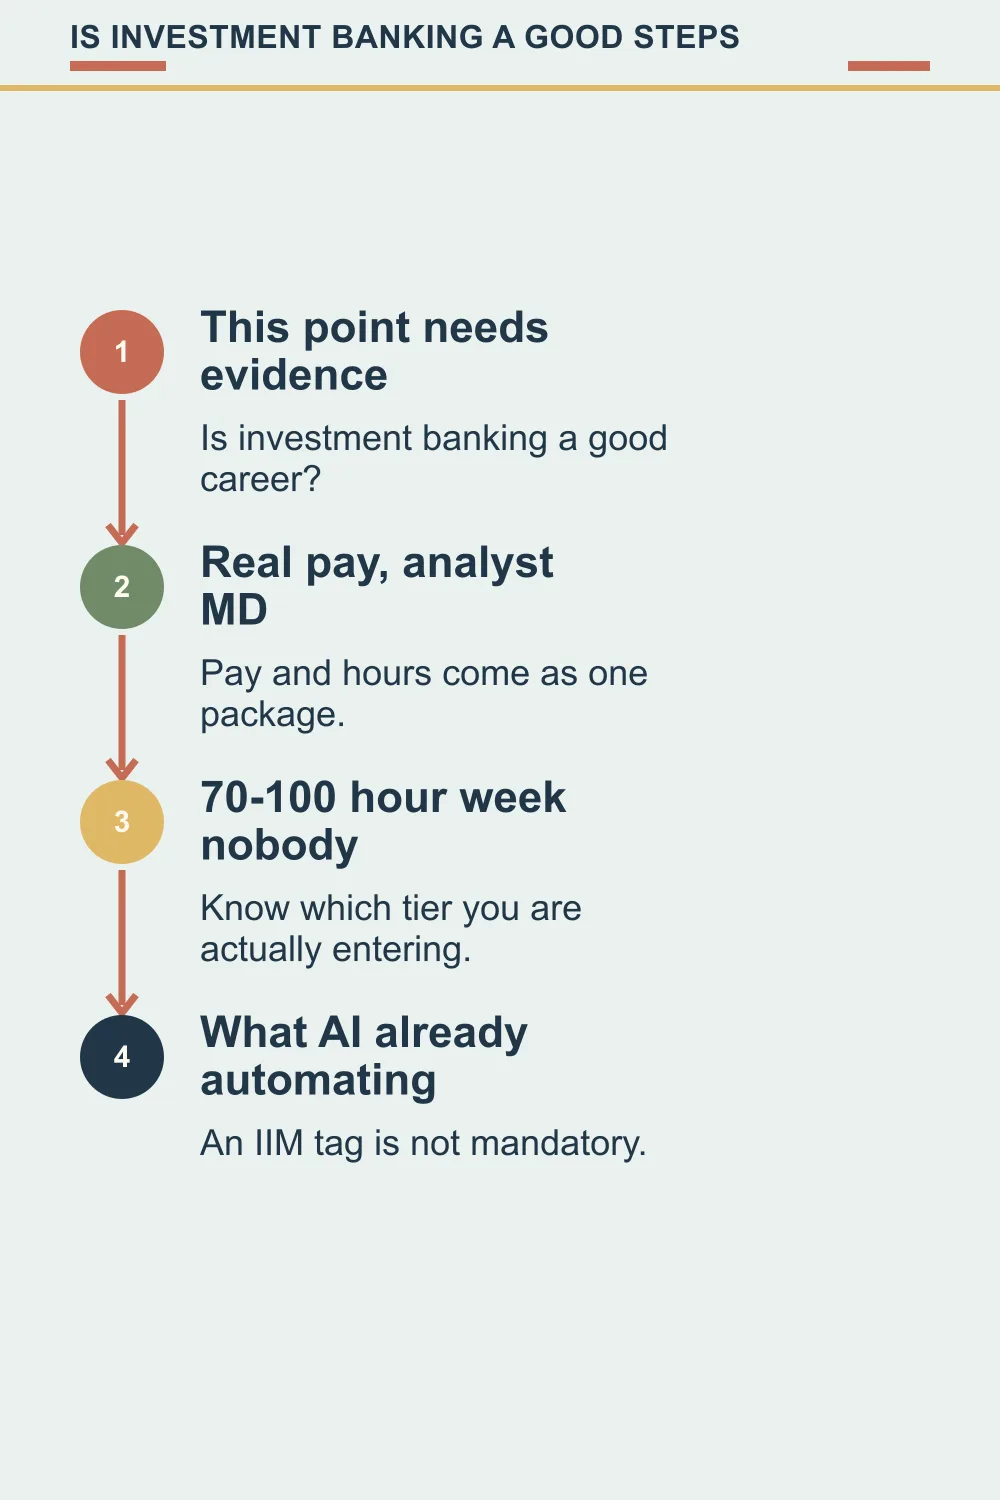 IS INVESTMENT BANKING A GOOD STEPS
1
This point needs
evidence
Is investment banking a good
career?
2
Real pay, analyst
MD
Pay and hours come as one
package.
3
70-100 hour week
nobody
Know which tier you are
actually entering.
4
What AI already
automating
An IIM tag is not mandatory.